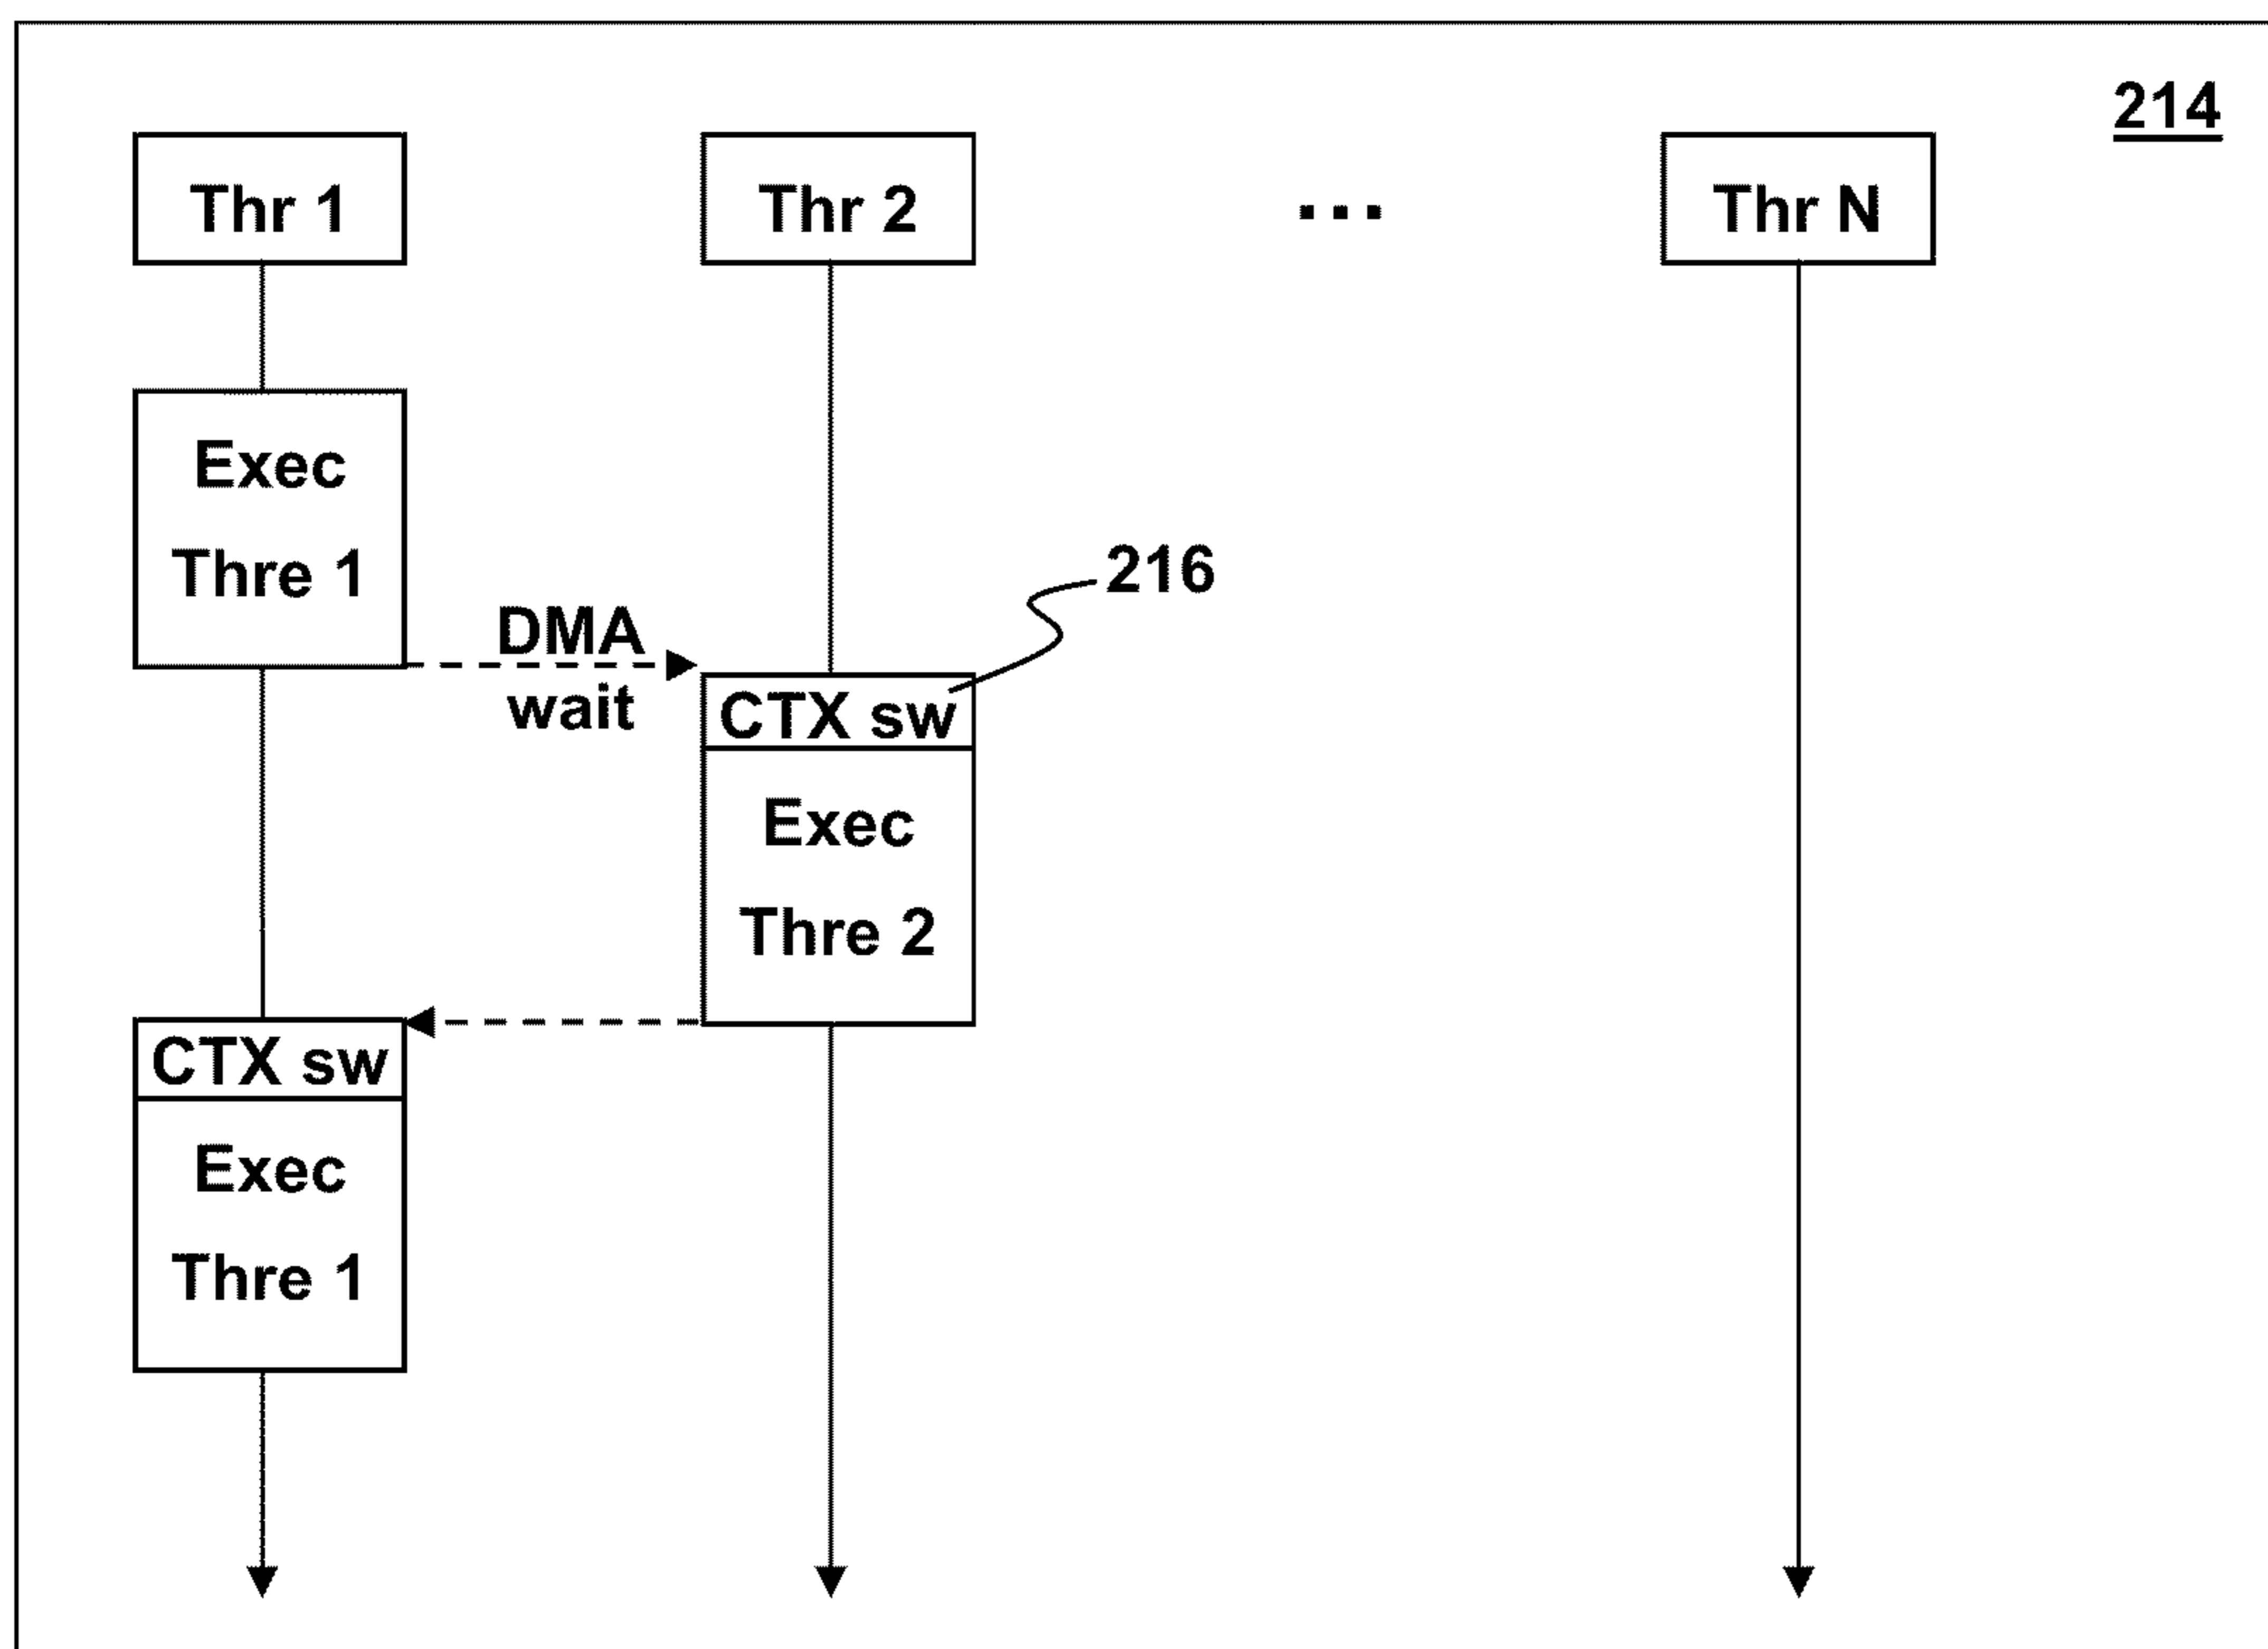 214
Thr 1
Thr 2
...
Thr N
Exec
Thre 1
DMA
wait
216
CTX sw
Exec
Thre 2
CTX sw
Exec
Thre 1